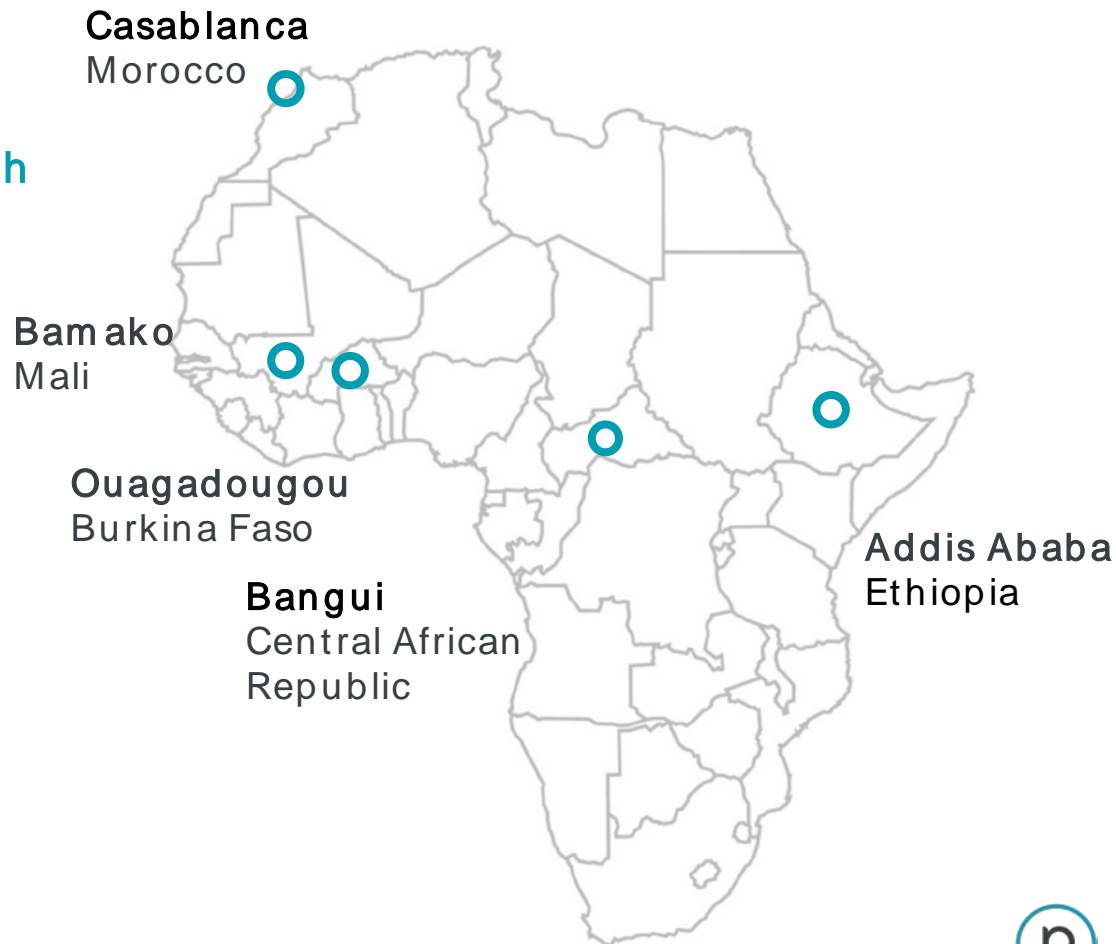 Casablanca
Morocco
h
Bamako
Mali
Ouagadougou
Burkina Faso
Addis Ababa
Ethiopia
Bangui
Central African
Republic